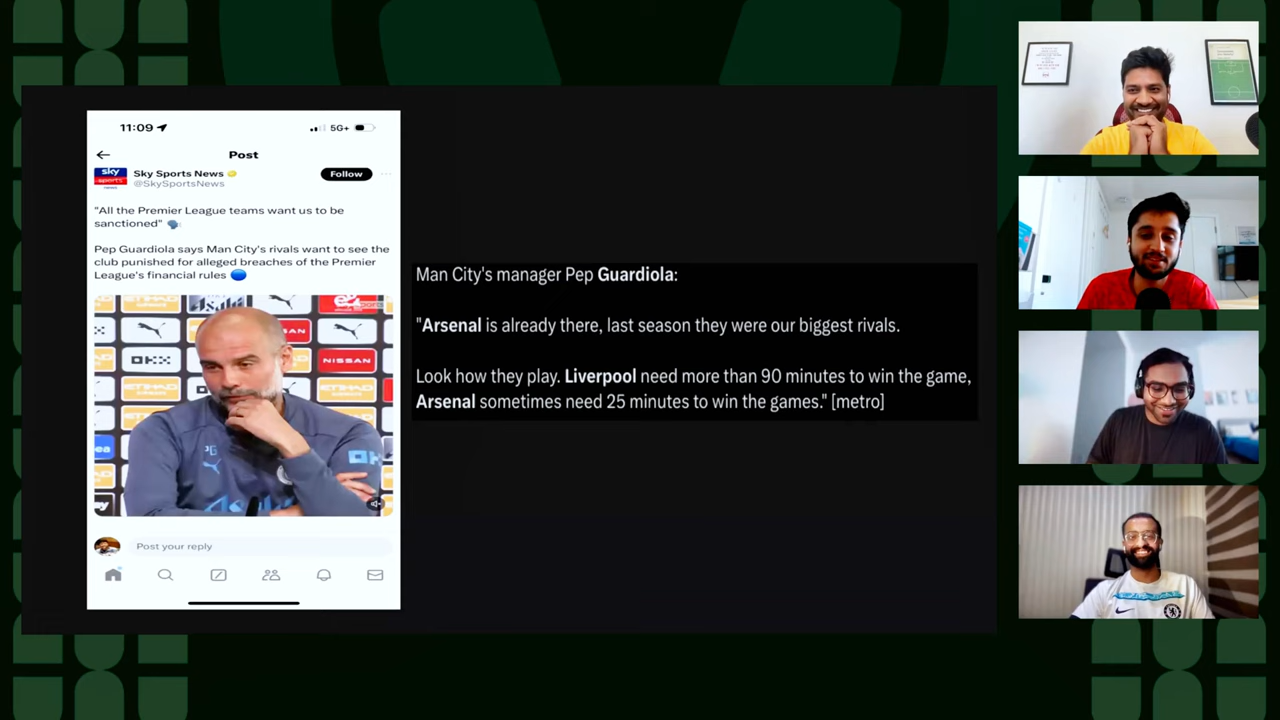 11:09
5G+
Post
sky
sports
news
Sky Sports News
@SkySportsNews
Follow
"All the Premier League teams want us to be
sanctioned"
Pep Guardiola says Man City's rivals want to see the
club punished for alleged breaches of the Premier
League's financial rules
NISSAN
Post your reply
Man City's manager Pep Guardiola:
"Arsenal is already there, last season they were our biggest rivals.
Look how they play. Liverpool need more than 90 minutes to win the game,
Arsenal sometimes need 25 minutes to win the games." [metro]